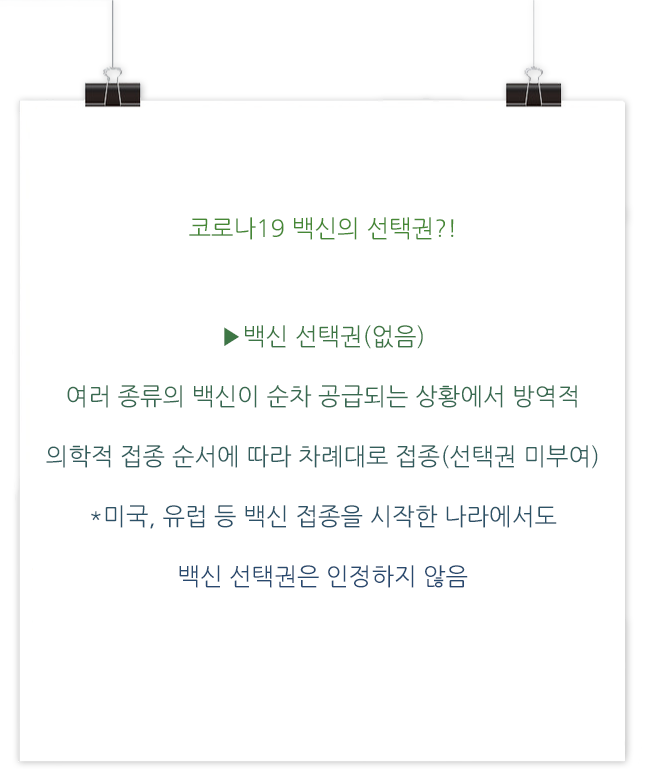 코로나19 백신의 선택권?!
▶백신 선택권(없음)
여러 종류의 백신이 순차 공급되는 상황에서 방역적
의학적 접종 순서에 따라 차례대로 접종(선택권 미부여)
*미국, 유럽 등 백신 접종을 시작한 나라에서도
백신 선택권은 인정하지 않음